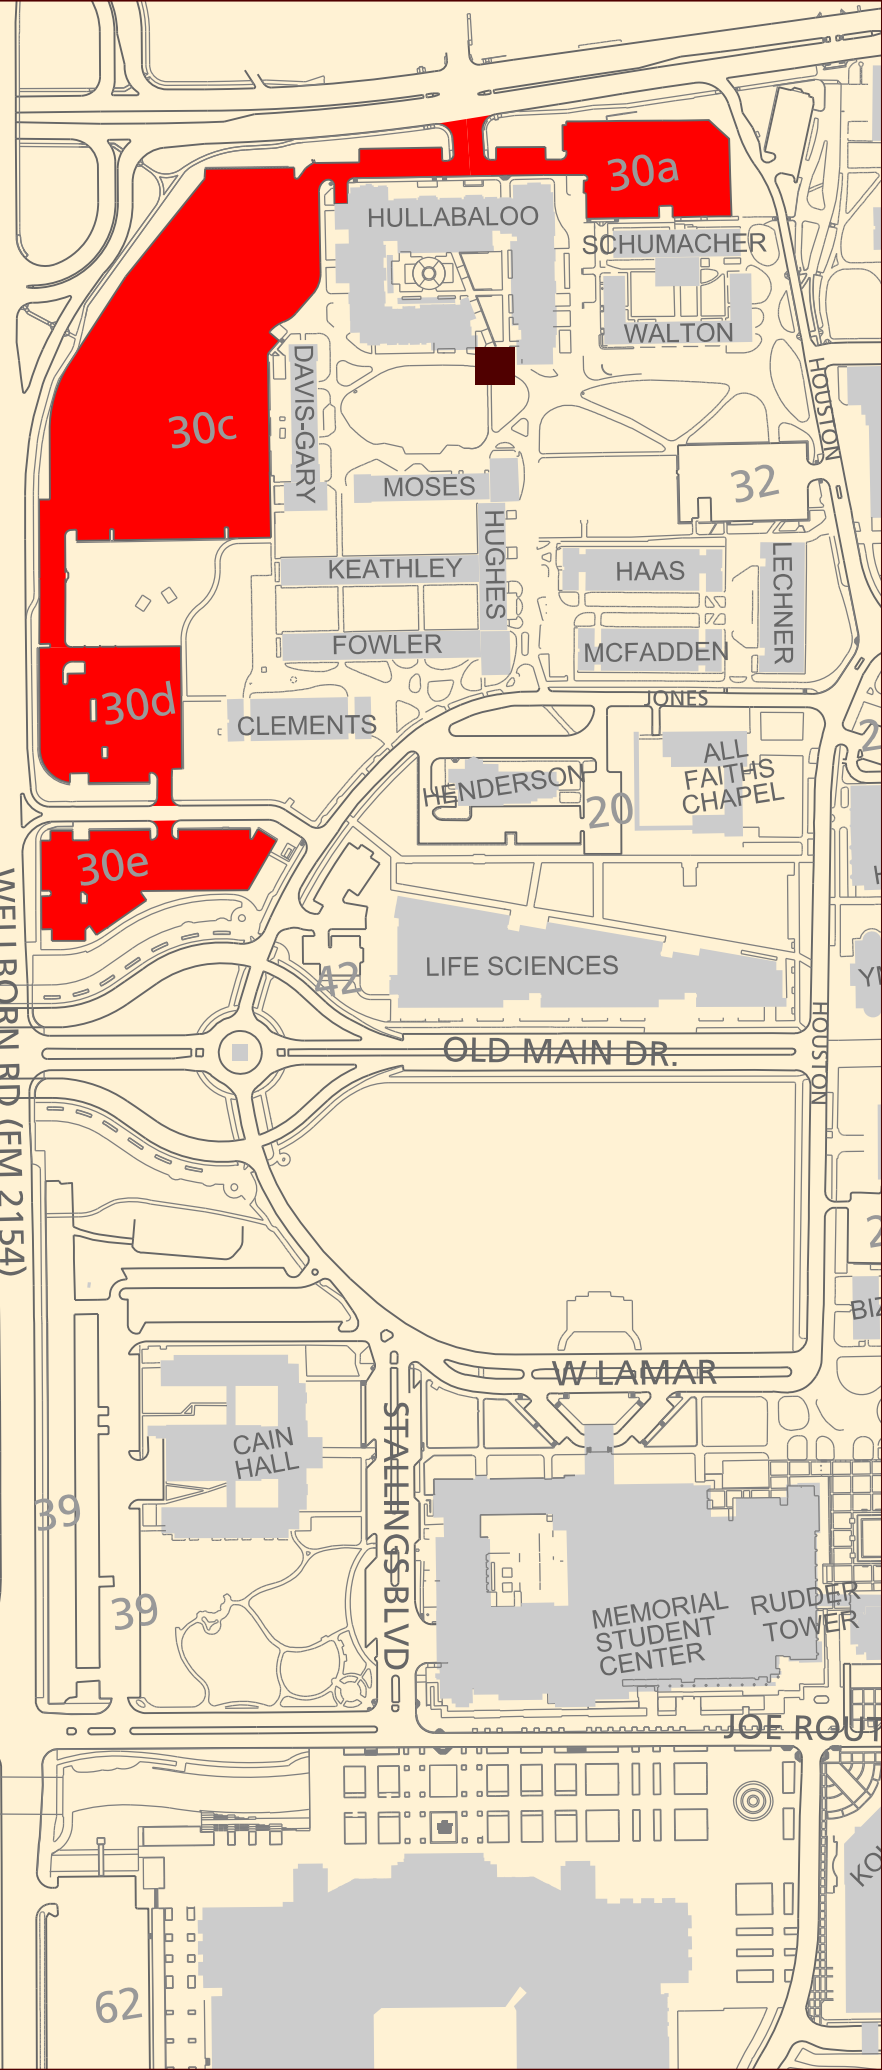 30a
HULLABALOO
SCHUMACHER
WALTON
HOUSTON
DAVIS-GARY
30c
MOSES
32
HUGHES
KEATHLEY
HAAS
LECHNER
FOWLER
MCFADDEN
30d
JONES
CLEMENTS
ALL
FAITHS
CHAPEL
HENDERSON
20
30e
WELLBORN RD (FM 2154)
LIFE SCIENCES
42
HOUSTON
OLD MAIN DR.
W LAMAR
STALLINGS BLVD
CAIN
HALL
39
39
MEMORIAL
STUDENT
CENTER
RUDDER
TOWER
JOE ROUT
62